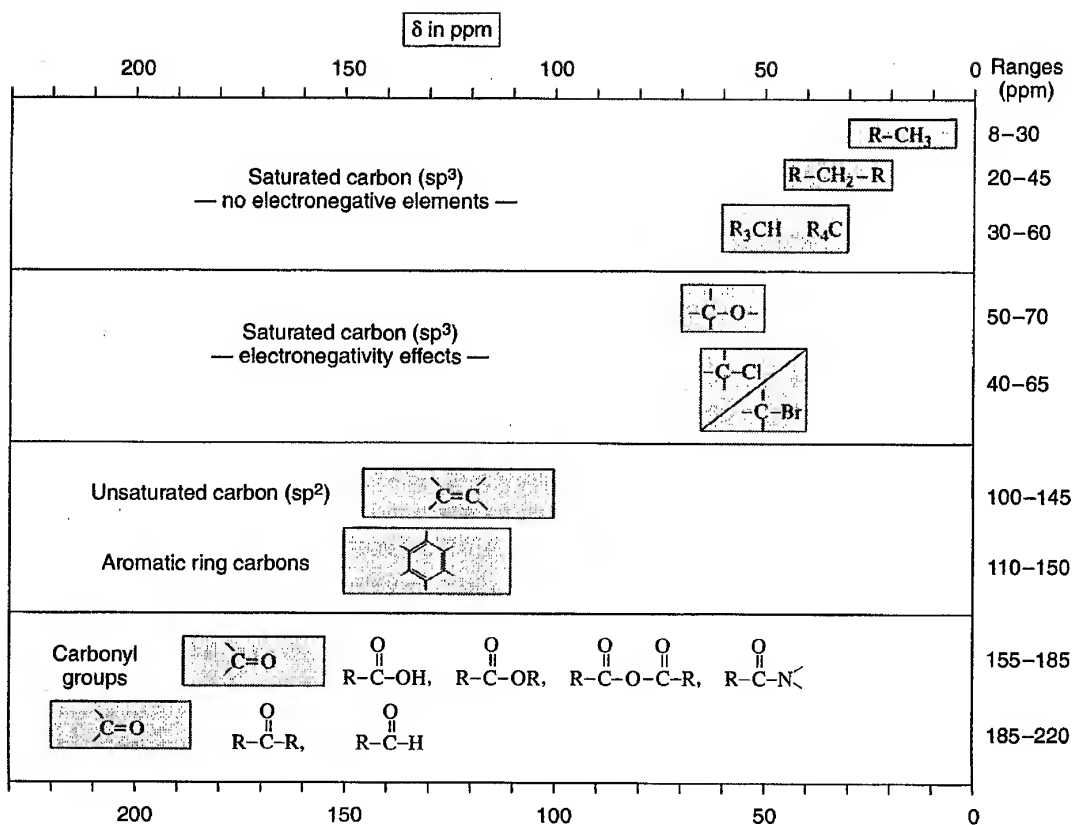 δ in ppm
200 150 100 50 0 Ranges
(ppm)
R–CH₃ 8–30
Saturated carbon (sp³)
— no electronegative elements —
R–CH₂–R 20–45
R₃CH R₄C 30–60
Saturated carbon (sp³)
— electronegativity effects —
–C–O– 50–70
–C–Cl
–C–Br
40–65
Unsaturated carbon (sp²) C=C 100–145
Aromatic ring carbons 110–150
Carbonyl
groups
C=O
O O O O O
R–C–OH, R–C–OR, R–C–O–C–R, R–C–N 155–185
C=O
O O
R–C–R, R–C–H 185–220
200 150 100 50 0